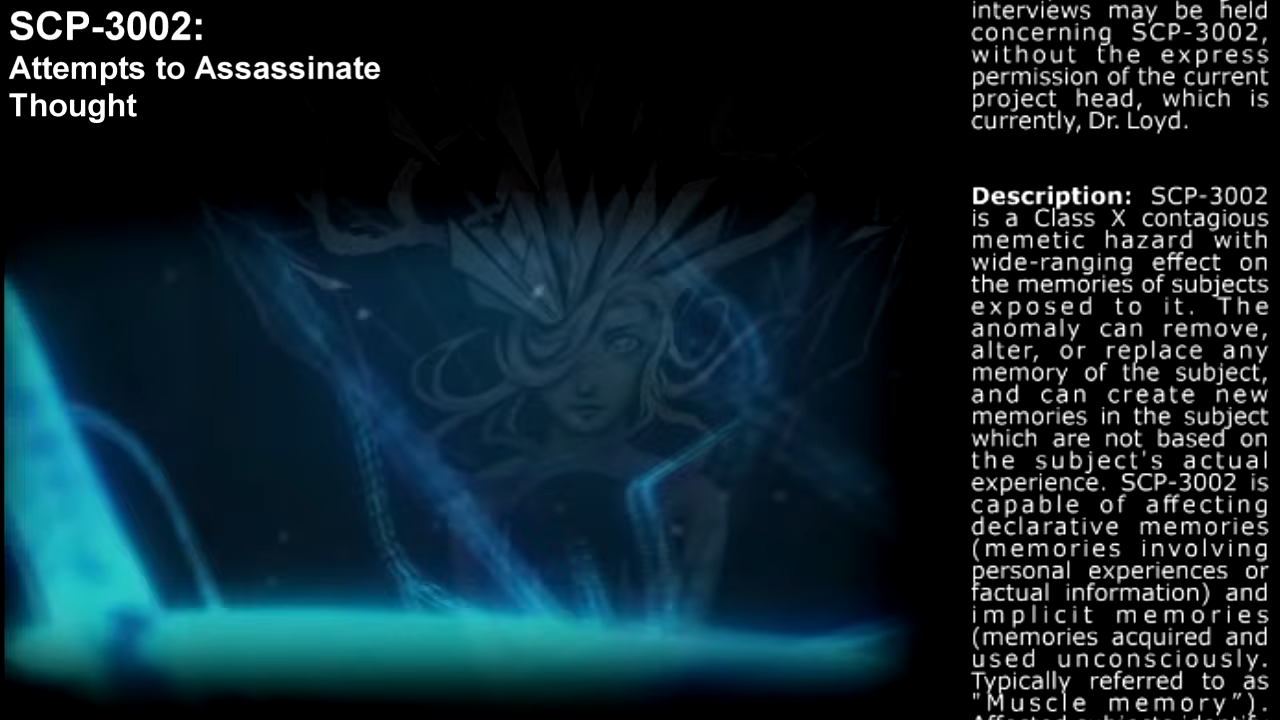 SCP-3002:
Attempts to Assassinate
Thought
interviews may be held
concerning SCP-3002,
without the express
permission of the current
project head, which is
currently, Dr. Loyd.
Description: SCP-3002
is a Class X contagious
memetic hazard with
wide-ranging effect on
the memories of subjects
exposed to it. The
anomaly can remove,
alter, or replace any
memory of the subject,
and can create new
memories in the subject
which are not based on
the subject's actual
experience. SCP-3002 is
capable of affecting
declarative memories
(memories involving
personal experiences or
factual information) and
implicit memories
(memories acquired and
used unconsciously.
Typically referred to as
"Muscle memory").